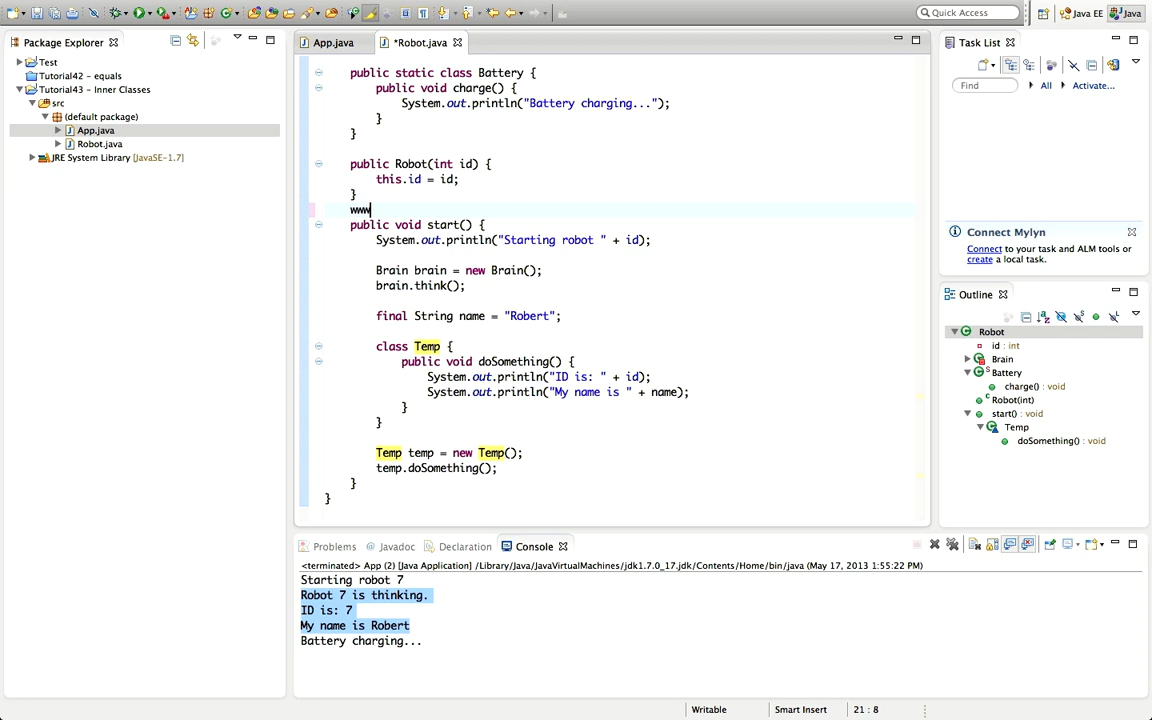 Quick Access
Java EE
Java
Package Explorer
Test
Tutorial42 - equals
Tutorial43 - Inner Classes
src
(default package)
App.java
Robot.java
JRE System Library [JavaSE-1.7]
App.java
*Robot.java
public static class Battery {
public void charge() {
System.out.println("Battery charging...");
}
}
public Robot(int id) {
this.id = id;
}
www
public void start() {
System.out.println("Starting robot " + id);
Brain brain = new Brain();
brain.think();
final String name = "Robert";
class Temp {
public void doSomething() {
System.out.println("ID is: " + id);
System.out.println("My name is " + name);
}
}
Temp temp = new Temp();
temp.doSomething();
}
}
Task List
Find
All
Activate...
Connect Mylyn
Connect to your task and ALM tools or
create a local task.
Outline
Robot
id : int
Brain
Battery
charge() : void
Robot(int)
start() : void
Temp
doSomething() : void
Problems
Javadoc
Declaration
Console
<terminated> App (2) [Java Application] /Library/Java/JavaVirtualMachines/jdk1.7.0_17.jdk/Contents/Home/bin/java (May 17, 2013 1:55:22 PM)
Starting robot 7
Robot 7 is thinking.
ID is: 7
My name is Robert
Battery charging...
Writable
Smart Insert
21 : 8